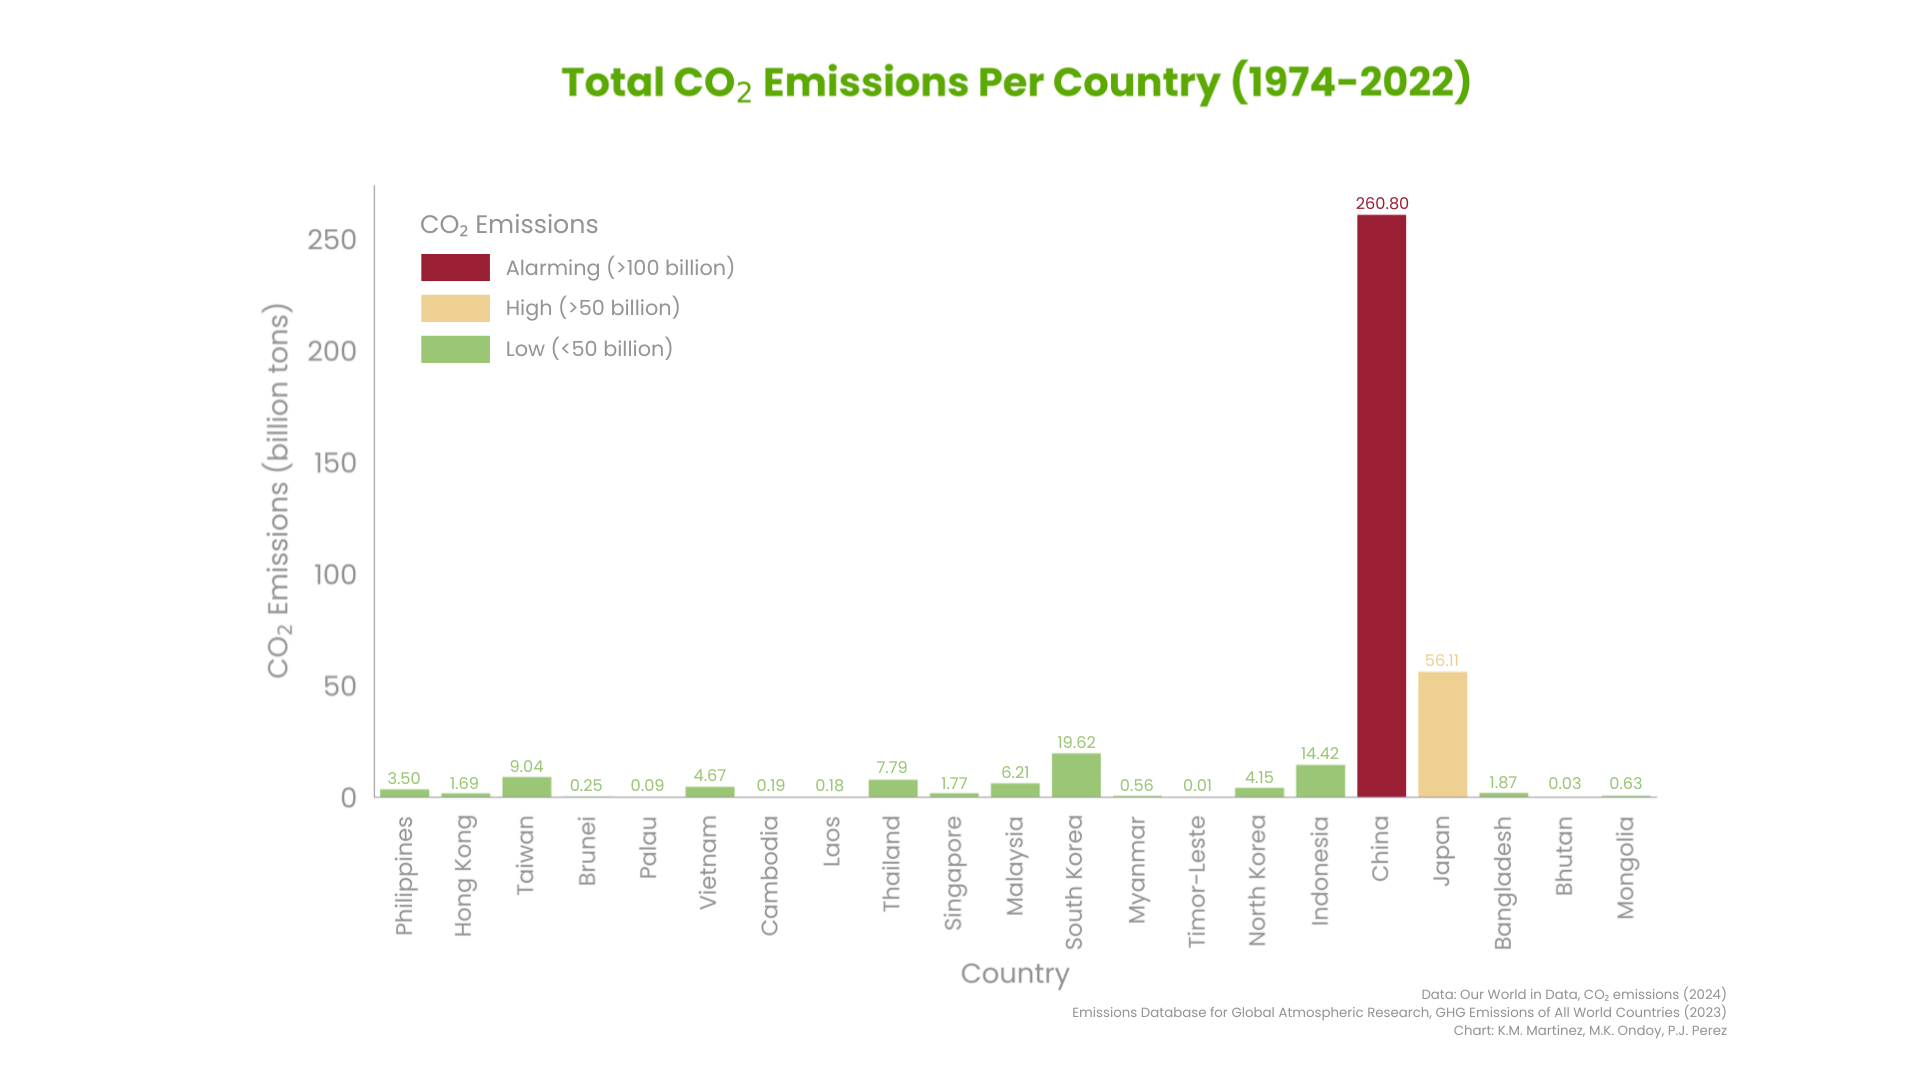 Total CO₂ Emissions Per Country (1974-2022)
CO₂ Emissions
Alarming (>100 billion)
High (>50 billion)
Low (<50 billion)
CO₂ Emissions (billion tons)
250
200
150
100
50
0
3.50
1.69
9.04
0.25
0.09
4.67
0.19
0.18
7.79
1.77
6.21
19.62
0.56
0.01
4.15
14.42
260.80
56.11
1.87
0.03
0.63
Philippines
Hong Kong
Taiwan
Brunei
Palau
Vietnam
Cambodia
Laos
Thailand
Singapore
Malaysia
South Korea
Myanmar
Timor-Leste
North Korea
Indonesia
China
Japan
Bangladesh
Bhutan
Mongolia
Country
Data: Our World in Data, CO₂ emissions (2024)
Emissions Database for Global Atmospheric Research, GHG Emissions of All World Countries (2023)
Chart: K.M. Martinez, M.K. Ondoy, P.J. Perez